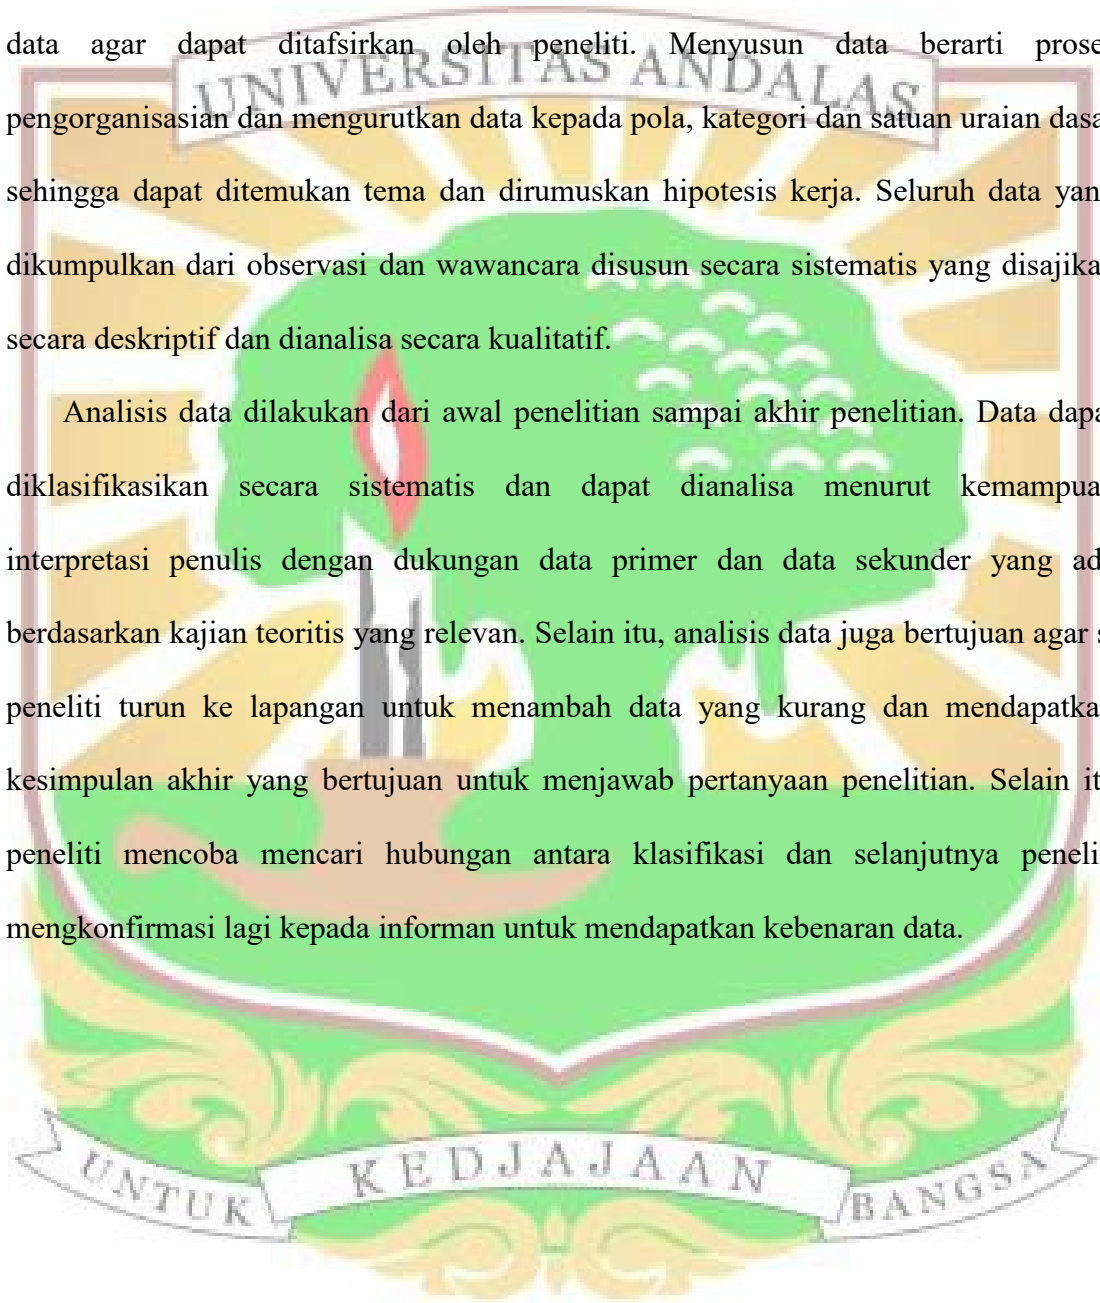 data agar dapat ditafsirkan oleh peneliti. Menyusun data berarti prose
UNIVERSITAS ANDALAS
pengorganisasian dan mengurutkan data kepada pola, kategori dan satuan uraian dasa
sehingga dapat ditemukan tema dan dirumuskan hipotesis kerja. Seluruh data yan
dikumpulkan dari observasi dan wawancara disusun secara sistematis yang disajika
secara deskriptif dan dianalisa secara kualitatif.
Analisis data dilakukan dari awal penelitian sampai akhir penelitian. Data dapa
diklasifikasikan secara sistematis dan dapat dianalisa menurut kemampua
interpretasi penulis dengan dukungan data primer dan data sekunder yang ad
berdasarkan kajian teoritis yang relevan. Selain itu, analisis data juga bertujuan agar s
peneliti turun ke lapangan untuk menambah data yang kurang dan mendapatka
kesimpulan akhir yang bertujuan untuk menjawab pertanyaan penelitian. Selain it
peneliti mencoba mencari hubungan antara klasifikasi dan selanjutnya penelit
mengkonfirmasi lagi kepada informan untuk mendapatkan kebenaran data.
UNTUK KEDJAJAAN BANGSA